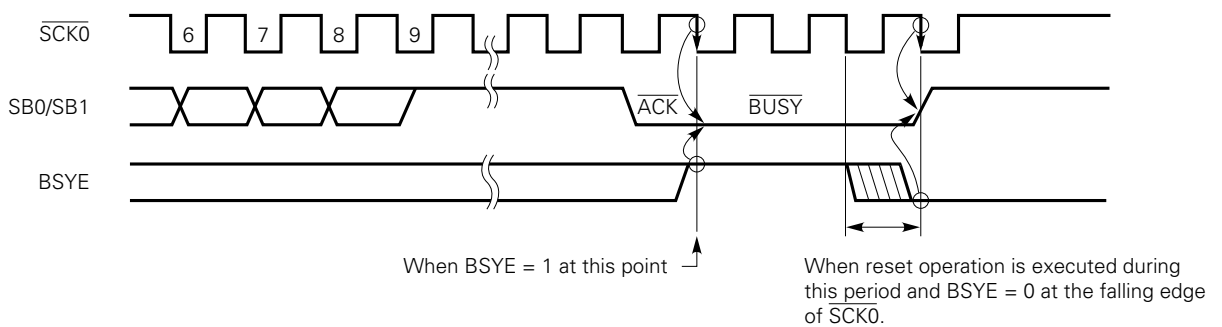 SCK0
6 7 8 9
SB0/SB1
ACK
BUSY
BSYE
When BSYE = 1 at this point
When reset operation is executed during
this period and BSYE = 0 at the falling edge
of SCK0.